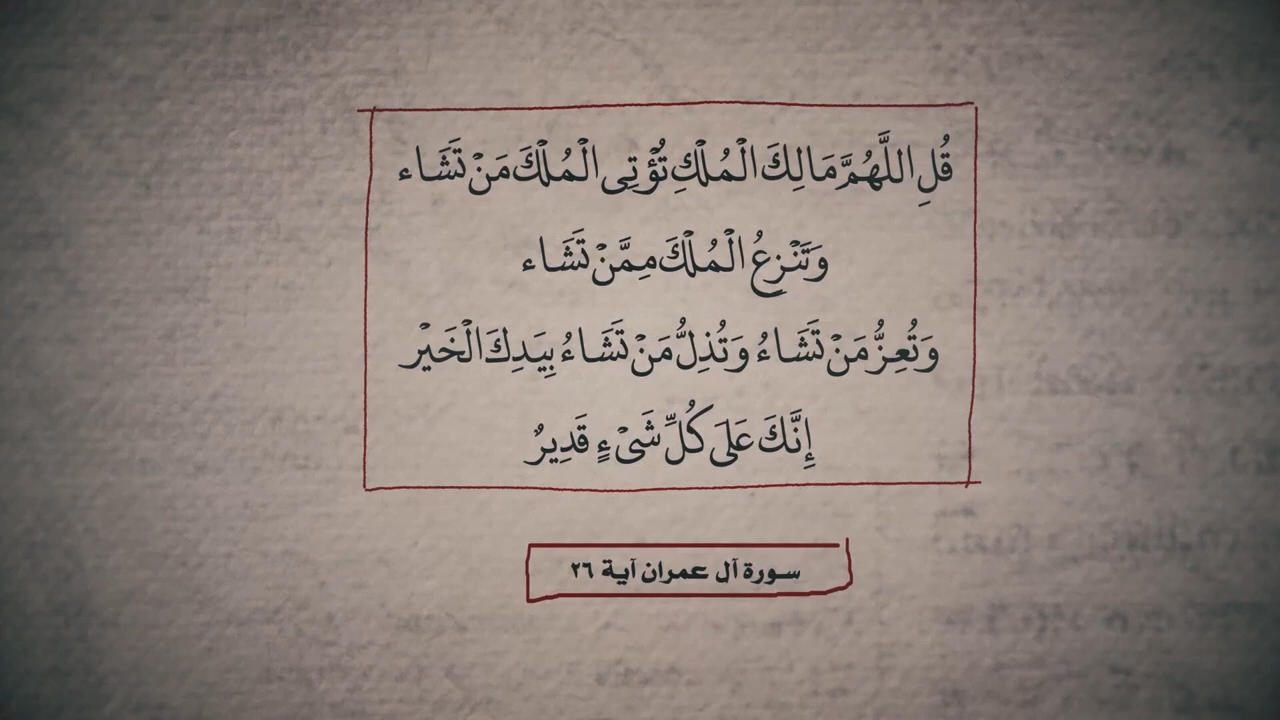 قُلِ اللَّهُمَّ مَالِكَ الْمُلْكِ تُؤْتِى الْمُلْكَ مَنْ تَشَاء
وَتَنْزِعُ الْمُلْكَ مِمَّنْ تَشَاء
وَتُعِزُّ مَنْ تَشَاءُ وَتُذِلُّ مَنْ تَشَاءُ بِيَدِكَ الْخَيْر
إِنَّكَ عَلَى كُلِّ شَىْءٍ قَدِيرٌ
سورة آل عمران آية ٢٦